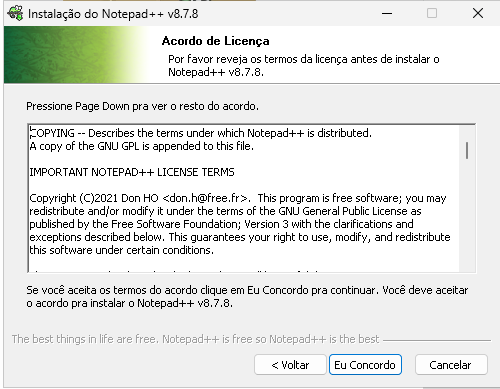 Instalação do Notepad++ v8.7.8
Acordo de Licença
Por favor reveja os termos da licença antes de instalar o
Notepad++ v8.7.8.
Pressione Page Down pra ver o resto do acordo.
COPYING -- Describes the terms under which Notepad++ is distributed.
A copy of the GNU GPL is appended to this file.
IMPORTANT NOTEPAD++ LICENSE TERMS
Copyright (C)2021 Don HO <don.h@free.fr>.  This program is free software; you may
redistribute and/or modify it under the terms of the GNU General Public License as
published by the Free Software Foundation; Version 3 with the clarifications and
exceptions described below. This guarantees your right to use, modify, and redistribute
this software under certain conditions.
Se você aceita os termos do acordo clique em Eu Concordo pra continuar. Você deve aceitar
o acordo pra instalar o Notepad++ v8.7.8.
The best things in life are free. Notepad++ is free so Notepad++ is the best
< Voltar
Eu Concordo
Cancelar